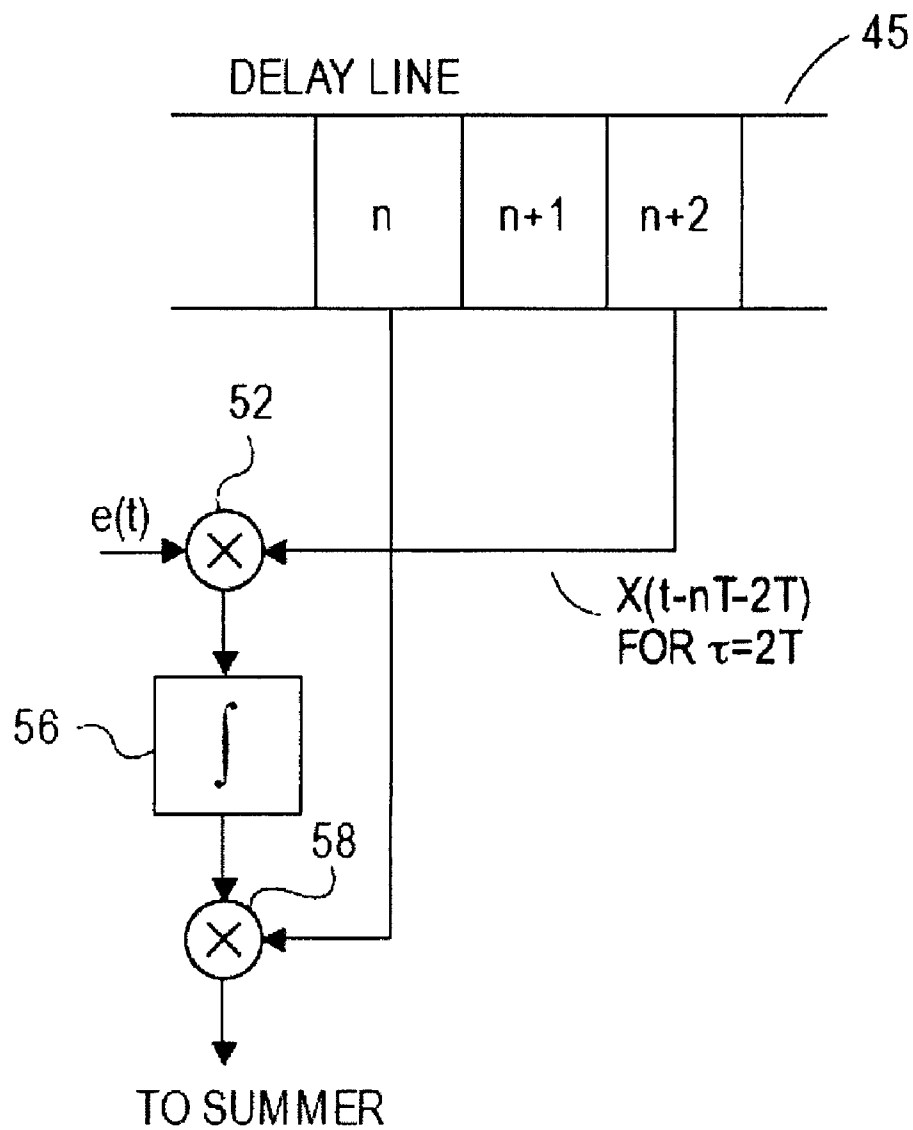 45
DELAY LINE
n
n+1
n+2
52
e(t)
×
X(t-nT-2T)
FOR τ=2T
56
∫
58
×
TO SUMMER